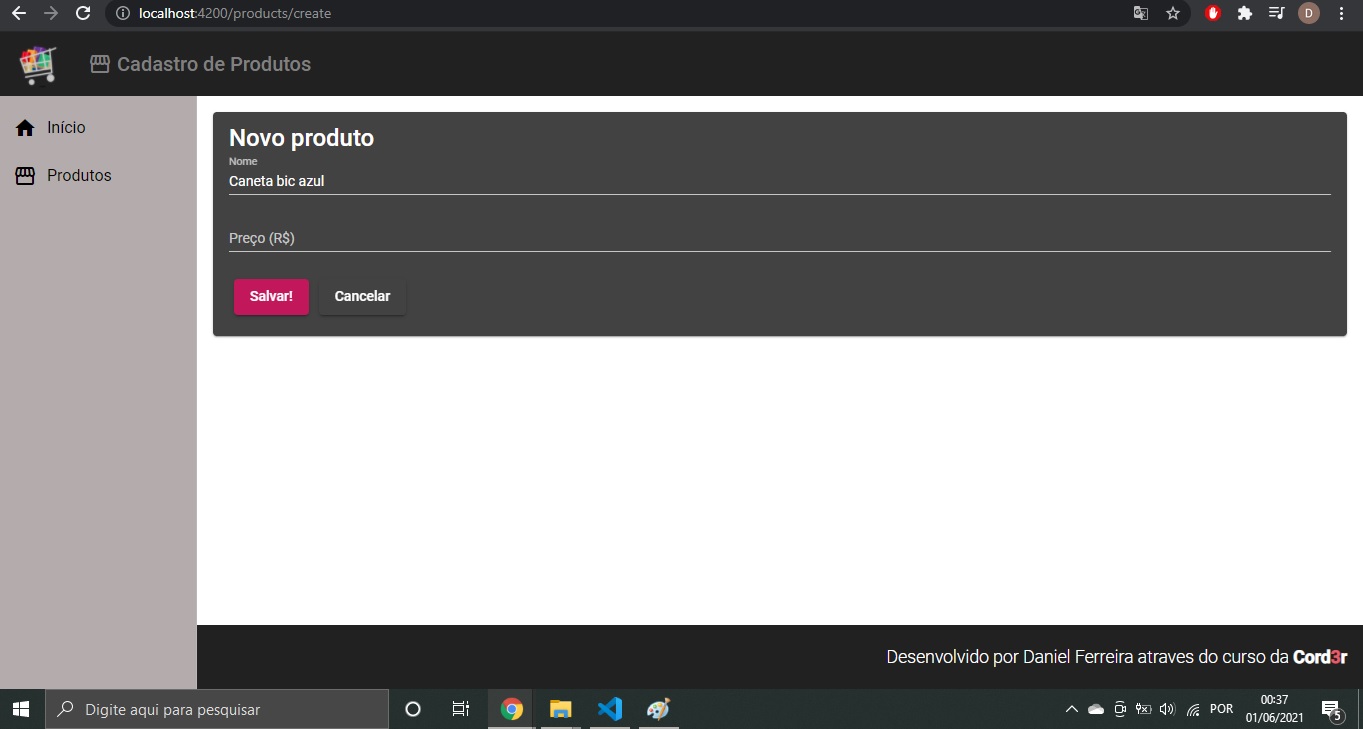 localhost:4200/products/create
D
Cadastro de Produtos
Início
Produtos
Novo produto
Nome
Caneta bic azul
Preço (R$)
Salvar!
Cancelar
Desenvolvido por Daniel Ferreira atraves do curso da Cord3r
Digite aqui para pesquisar
POR
00:37
01/06/2021
5